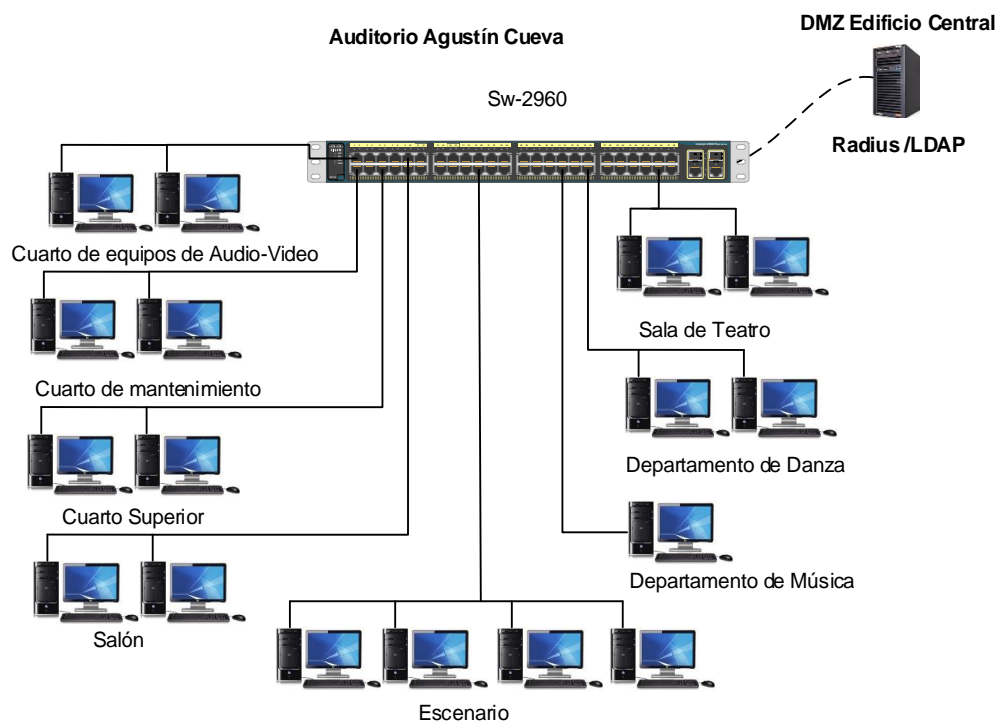 DMZ Edificio Central
Auditorio Agustín Cueva
Sw-2960
Radius /LDAP
Cuarto de equipos de Audio-Video
Sala de Teatro
Cuarto de mantenimiento
Departamento de Danza
Cuarto Superior
Departamento de Música
Salón
Escenario